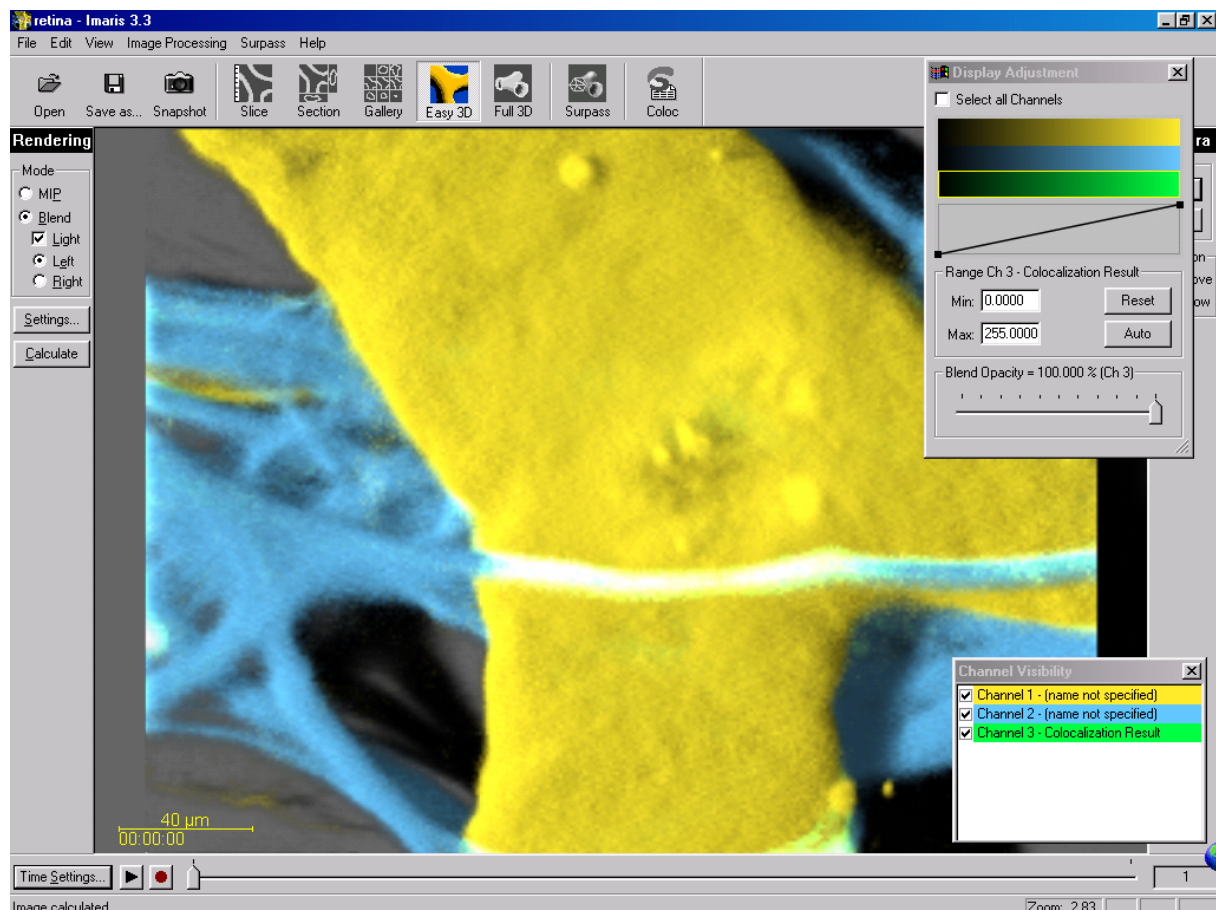 retina - Imaris 3.3
File Edit View Image Processing Surpass Help
Open Save as... Snapshot Slice Section Gallery Easy 3D Full 3D Surpass Coloc
Rendering
Mode
MIP
Blend
Light
Left
Right
Settings...
Calculate
Display Adjustment
Select all Channels
Range Ch 3 - Colocalization Result
Min: 0.0000 Reset
Max: 255.0000 Auto
Blend Opacity = 100.000 % (Ch 3)
ra
on
ove
ow
Channel Visibility
Channel 1 - (name not specified)
Channel 2 - (name not specified)
Channel 3 - Colocalization Result
40 µm
00:00:00
Time Settings... 1
Image calculated Zoom: 2.83